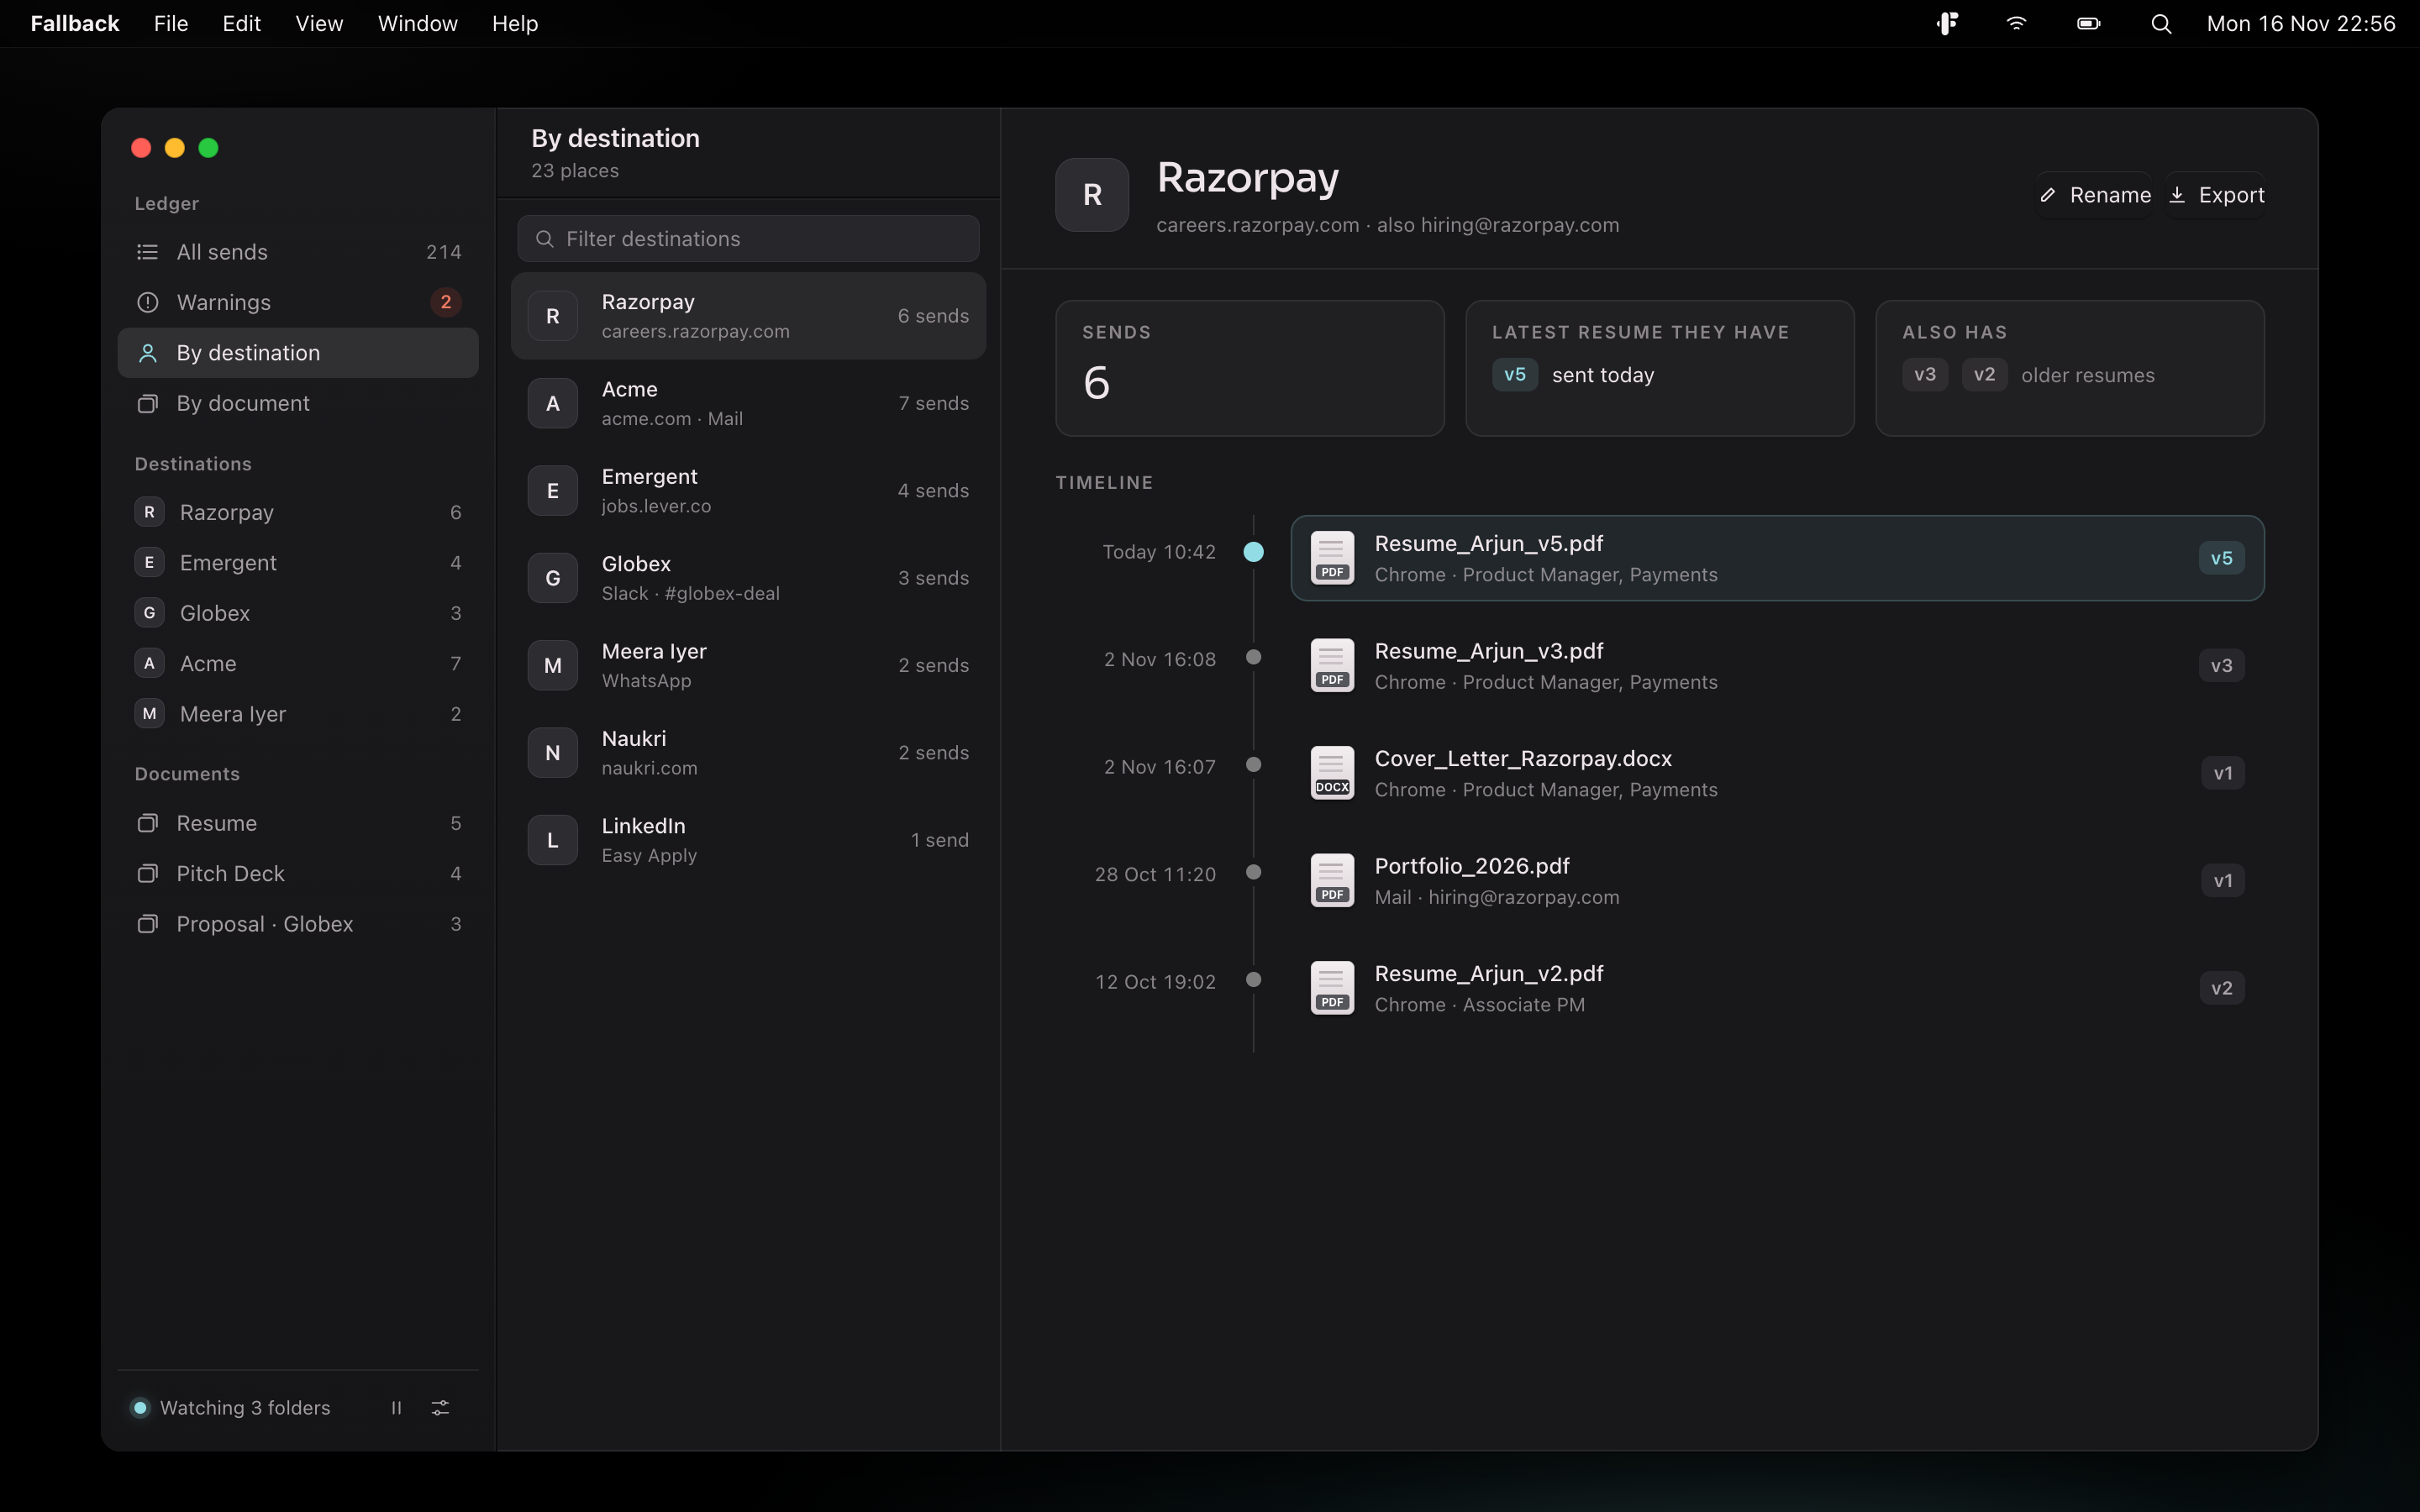 Fallback File Edit View Window Help Mon 16 Nov 22:56
Ledger
All sends 214
Warnings 2
By destination
By document
Destinations
R Razorpay 6
E Emergent 4
G Globex 3
A Acme 7
M Meera Iyer 2
Documents
Resume 5
Pitch Deck 4
Proposal · Globex 3
Watching 3 folders
By destination
23 places
Filter destinations
R Razorpay 6 sends
careers.razorpay.com
A Acme 7 sends
acme.com · Mail
E Emergent 4 sends
jobs.lever.co
G Globex 3 sends
Slack · #globex-deal
M Meera Iyer 2 sends
WhatsApp
N Naukri 2 sends
naukri.com
L LinkedIn 1 send
Easy Apply
R Razorpay
careers.razorpay.com · also hiring@razorpay.com
Rename Export
SENDS
6
LATEST RESUME THEY HAVE
v5 sent today
ALSO HAS
v3 v2 older resumes
TIMELINE
Today 10:42 PDF Resume_Arjun_v5.pdf v5
Chrome · Product Manager, Payments
2 Nov 16:08 PDF Resume_Arjun_v3.pdf v3
Chrome · Product Manager, Payments
2 Nov 16:07 DOCX Cover_Letter_Razorpay.docx v1
Chrome · Product Manager, Payments
28 Oct 11:20 PDF Portfolio_2026.pdf v1
Mail · hiring@razorpay.com
12 Oct 19:02 PDF Resume_Arjun_v2.pdf v2
Chrome · Associate PM